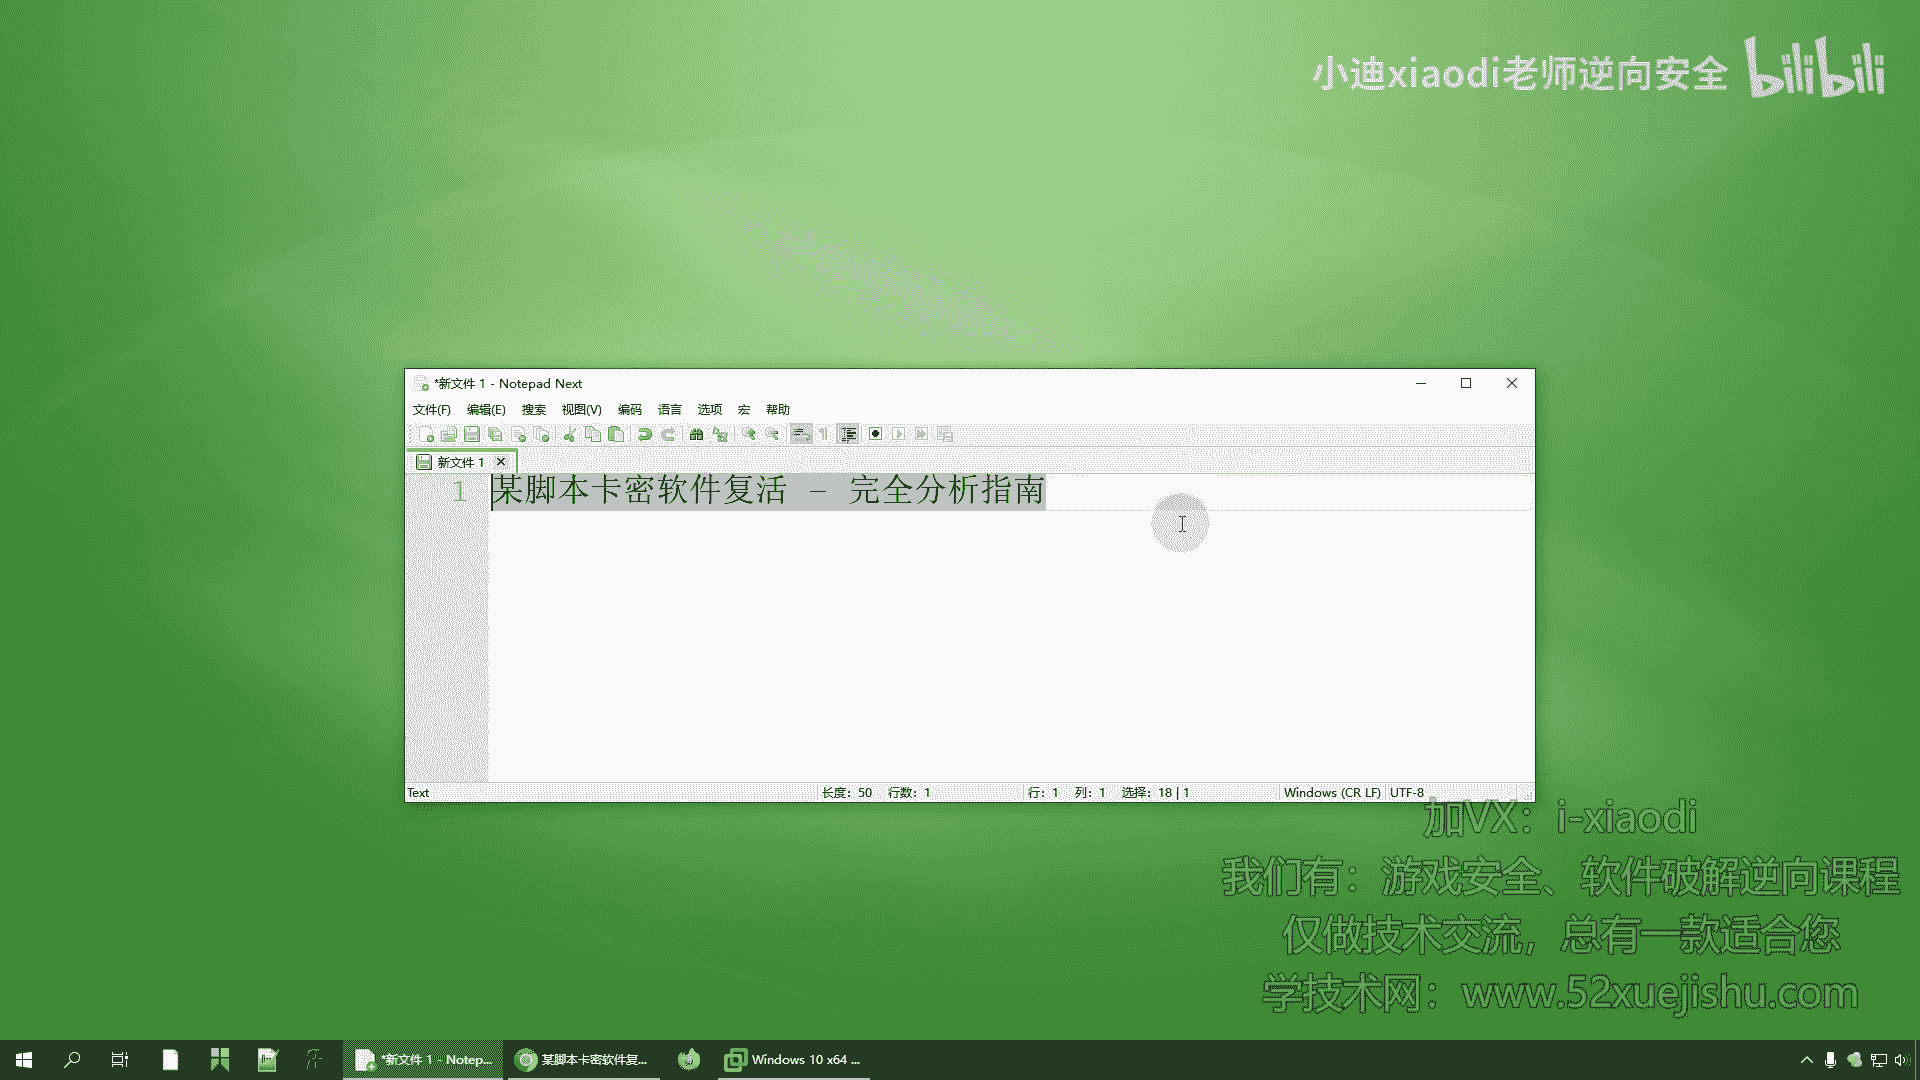 小迪xiaodi老师逆向安全 bilibili
*新文件 1 - Notepad Next
文件(F) 编辑(E) 搜索 视图(V) 编码 语言 选项 宏 帮助
新文件 1
1 某脚本卡密软件复活 – 完全分析指南
Text 长度: 50 行数: 1 行: 1 列: 1 选择: 18 | 1 Windows (CR LF) UTF-8
加VX: i-xiaodi
我们有: 游戏安全、软件破解逆向课程
仅做技术交流, 总有一款适合您
学技术网: www.52xuejishu.com
*新文件 1 - Notep... 某脚本卡密软件复... Windows 10 x64 ...